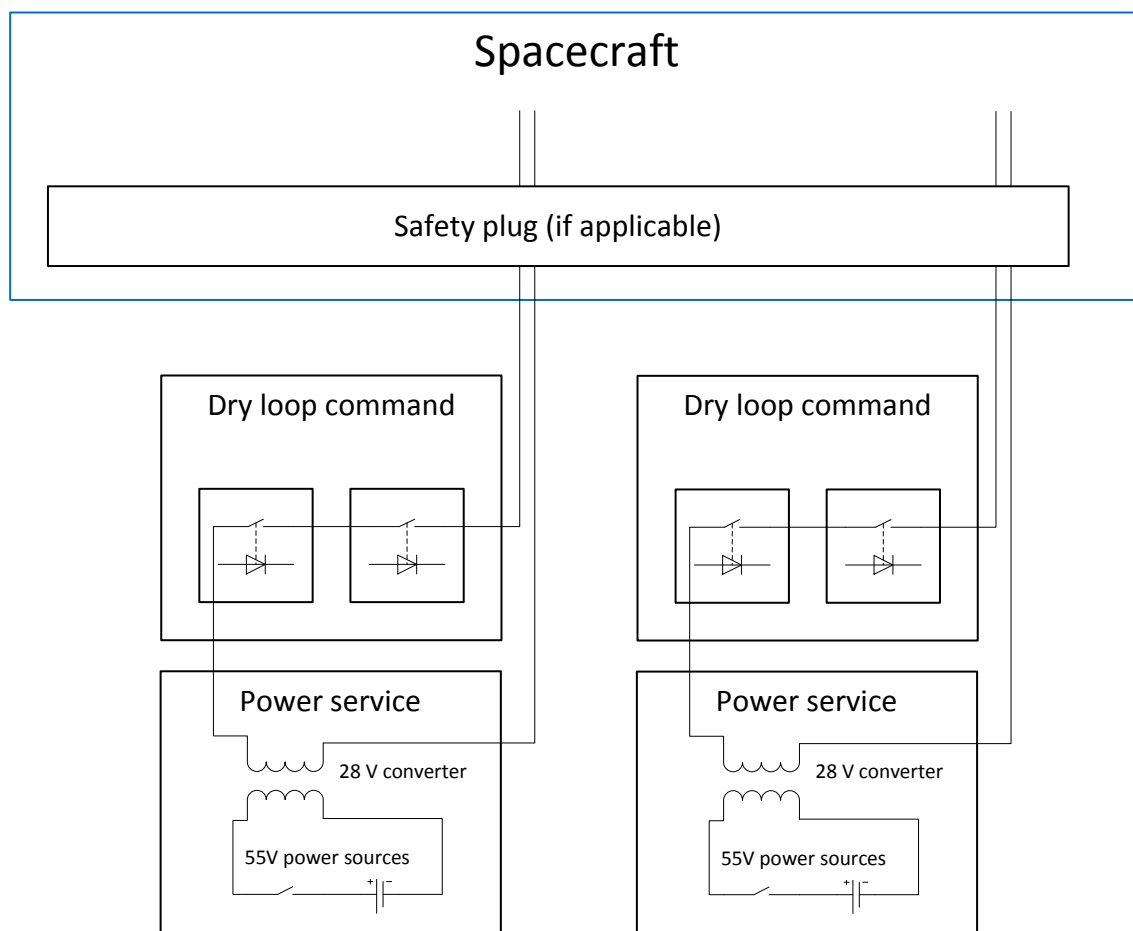 Spacecraft
Safety plug (if applicable)
Dry loop command
Dry loop command
Power service
Power service
28 V converter
28 V converter
55V power sources
55V power sources
+ −
+ −